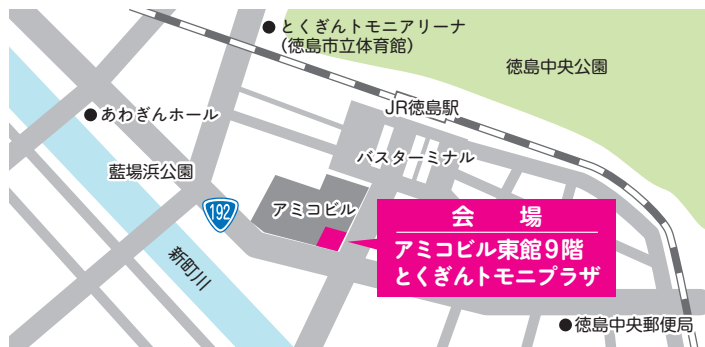 とくぎんトモニアリーナ
(徳島市立体育館)
徳島中央公園
JR徳島駅
あわぎんホール
バスターミナル
藍場浜公園
アミコビル
192
会 場
アミコビル東館9階
とくぎんトモニプラザ
新町川
徳島中央郵便局